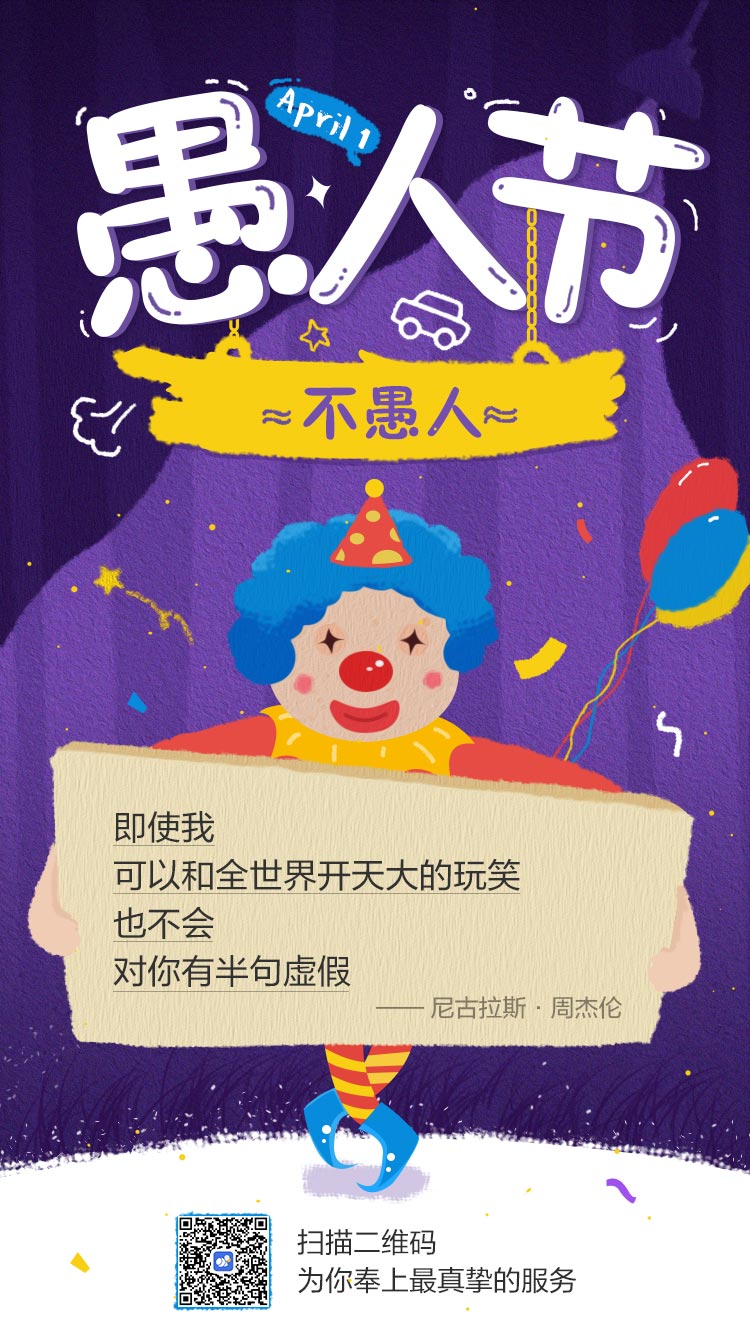 愚人节
April 1
≈不愚人≈
即使我
可以和全世界开天大的玩笑
也不会
对你有半句虚假
—— 尼古拉斯 · 周杰伦
扫描二维码
为你奉上最真挚的服务